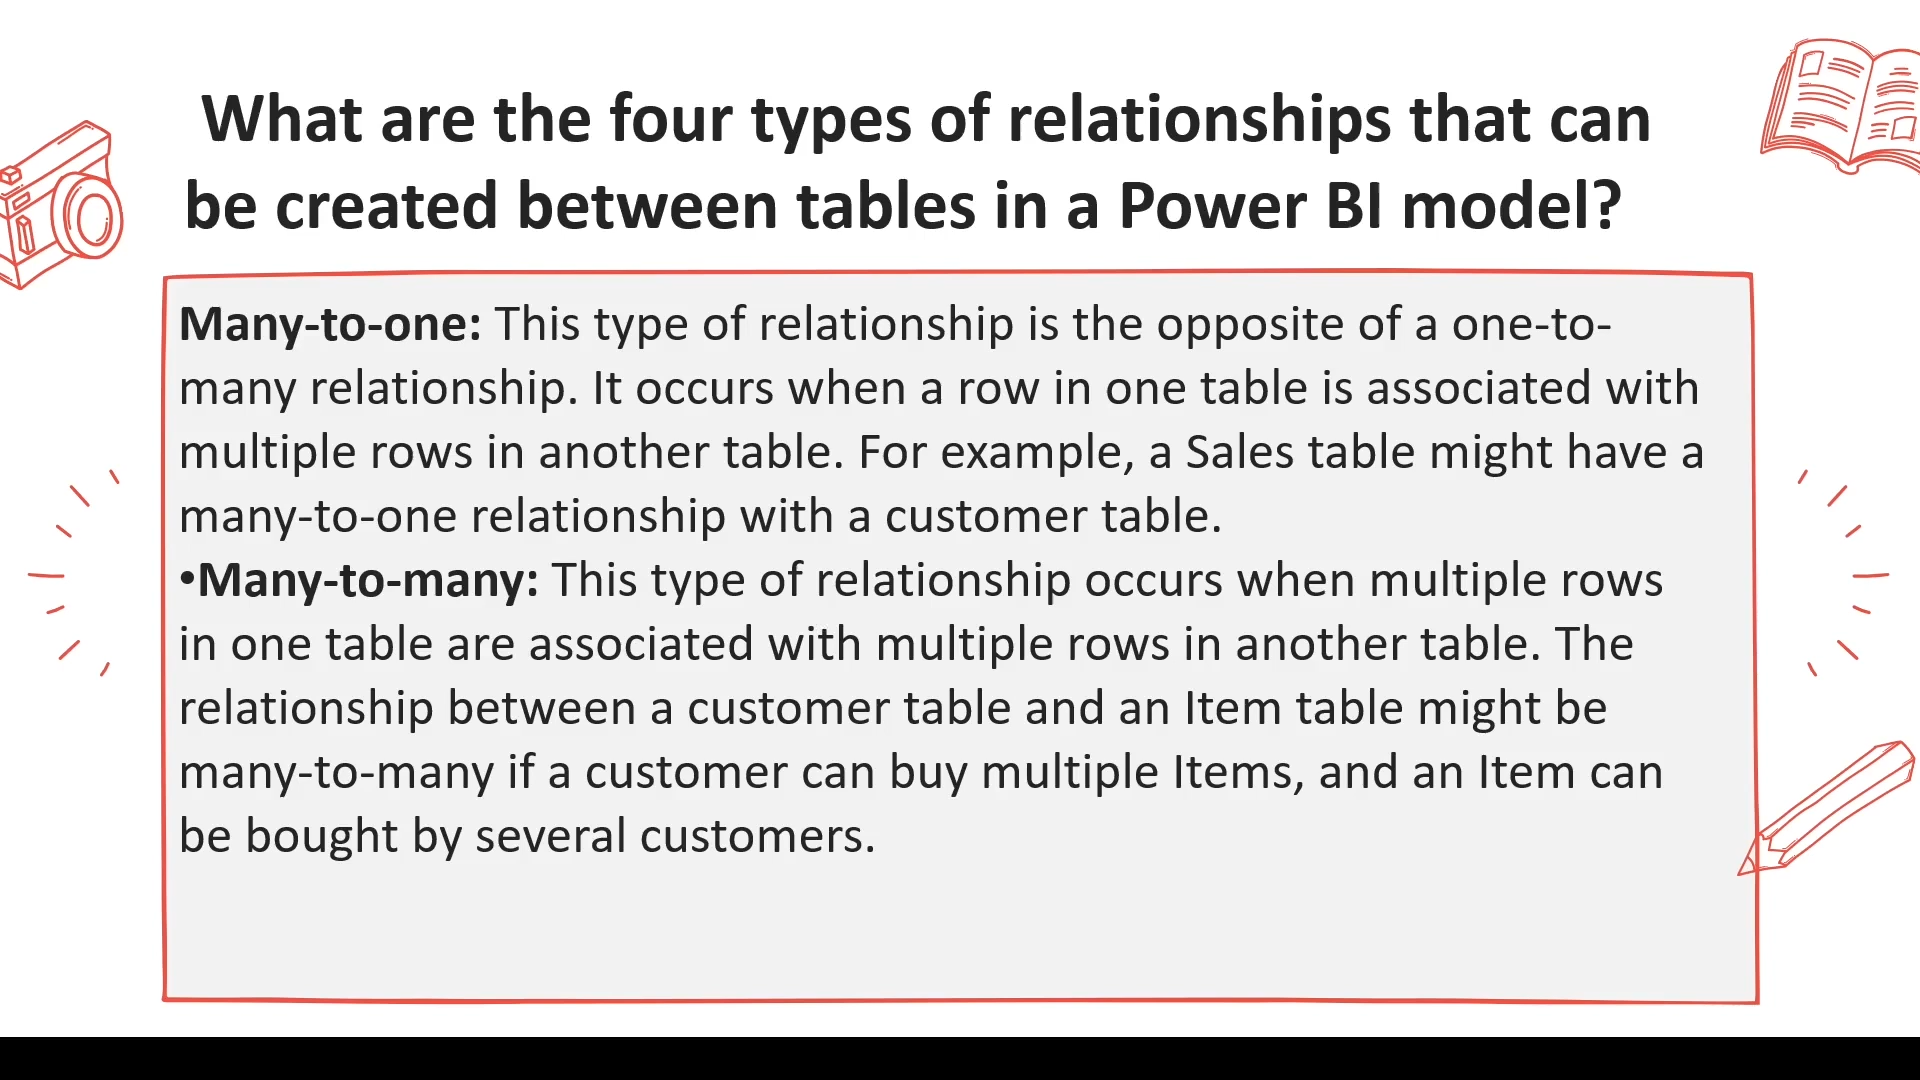 What are the four types of relationships that can
be created between tables in a Power BI model?
Many-to-one: This type of relationship is the opposite of a one-to-
many relationship. It occurs when a row in one table is associated with
multiple rows in another table. For example, a Sales table might have a
many-to-one relationship with a customer table.
•Many-to-many: This type of relationship occurs when multiple rows
in one table are associated with multiple rows in another table. The
relationship between a customer table and an Item table might be
many-to-many if a customer can buy multiple Items, and an Item can
be bought by several customers.